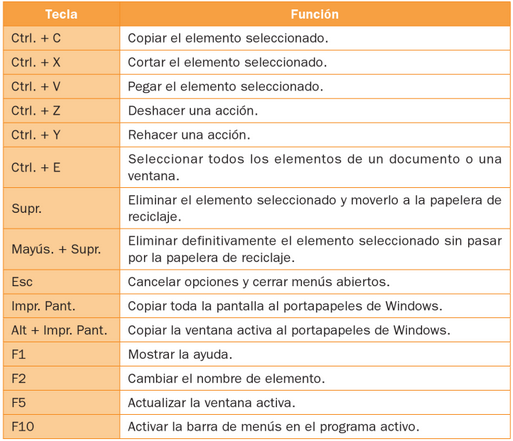 Tecla Función
Ctrl. + C Copiar el elemento seleccionado.
Ctrl. + X Cortar el elemento seleccionado.
Ctrl. + V Pegar el elemento seleccionado.
Ctrl. + Z Deshacer una acción.
Ctrl. + Y Rehacer una acción.
Ctrl. + E Seleccionar todos los elementos de un documento o una
ventana.
Supr. Eliminar el elemento seleccionado y moverlo a la papelera de
reciclaje.
Mayús. + Supr. Eliminar definitivamente el elemento seleccionado sin pasar
por la papelera de reciclaje.
Esc Cancelar opciones y cerrar menús abiertos.
Impr. Pant. Copiar toda la pantalla al portapapeles de Windows.
Alt + Impr. Pant. Copiar la ventana activa al portapapeles de Windows.
F1 Mostrar la ayuda.
F2 Cambiar el nombre de elemento.
F5 Actualizar la ventana activa.
F10 Activar la barra de menús en el programa activo.